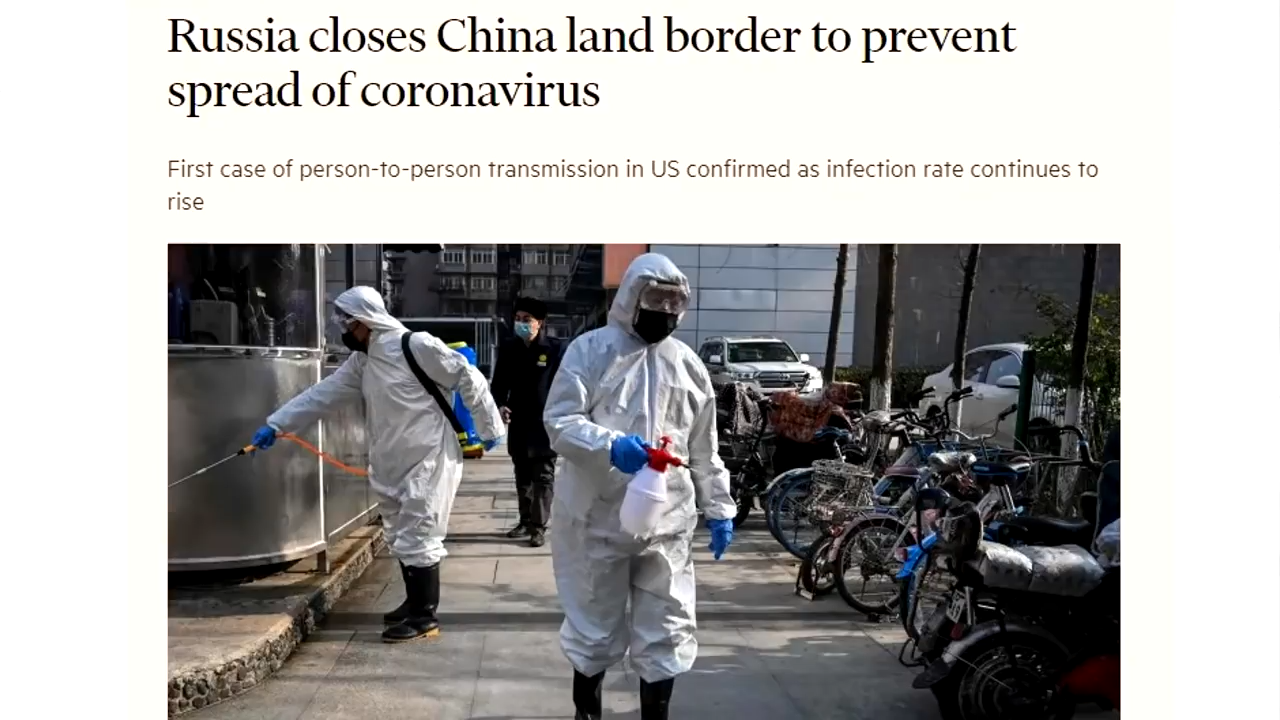 Russia closes China land border to prevent
spread of coronavirus
First case of person-to-person transmission in US confirmed as infection rate continues to
rise